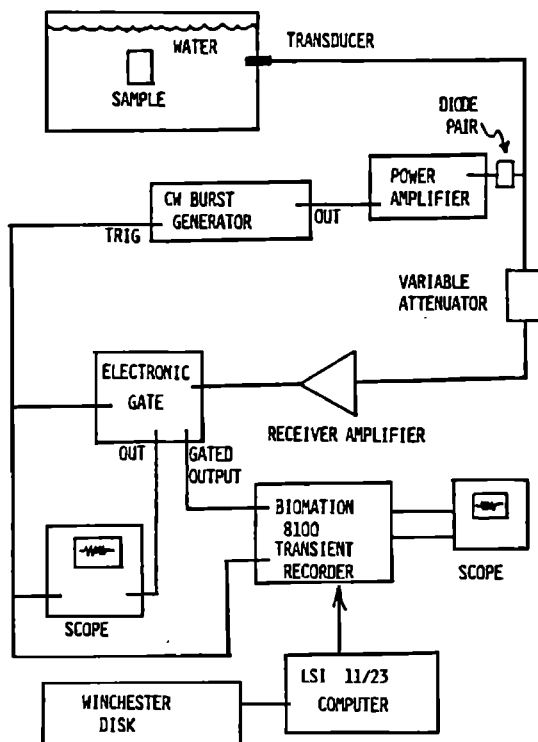 WATER
TRANSDUCER
SAMPLE
DIODE
PAIR
POWER
AMPLIFIER
CW BURST
GENERATOR
OUT
TRIG
VARIABLE
ATTENUATOR
ELECTRONIC
GATE
RECEIVER AMPLIFIER
OUT
GATED
OUTPUT
BIOMATION
8100
TRANSIENT
RECORDER
SCOPE
SCOPE
LSI 11/23
COMPUTER
WINCHESTER
DISK